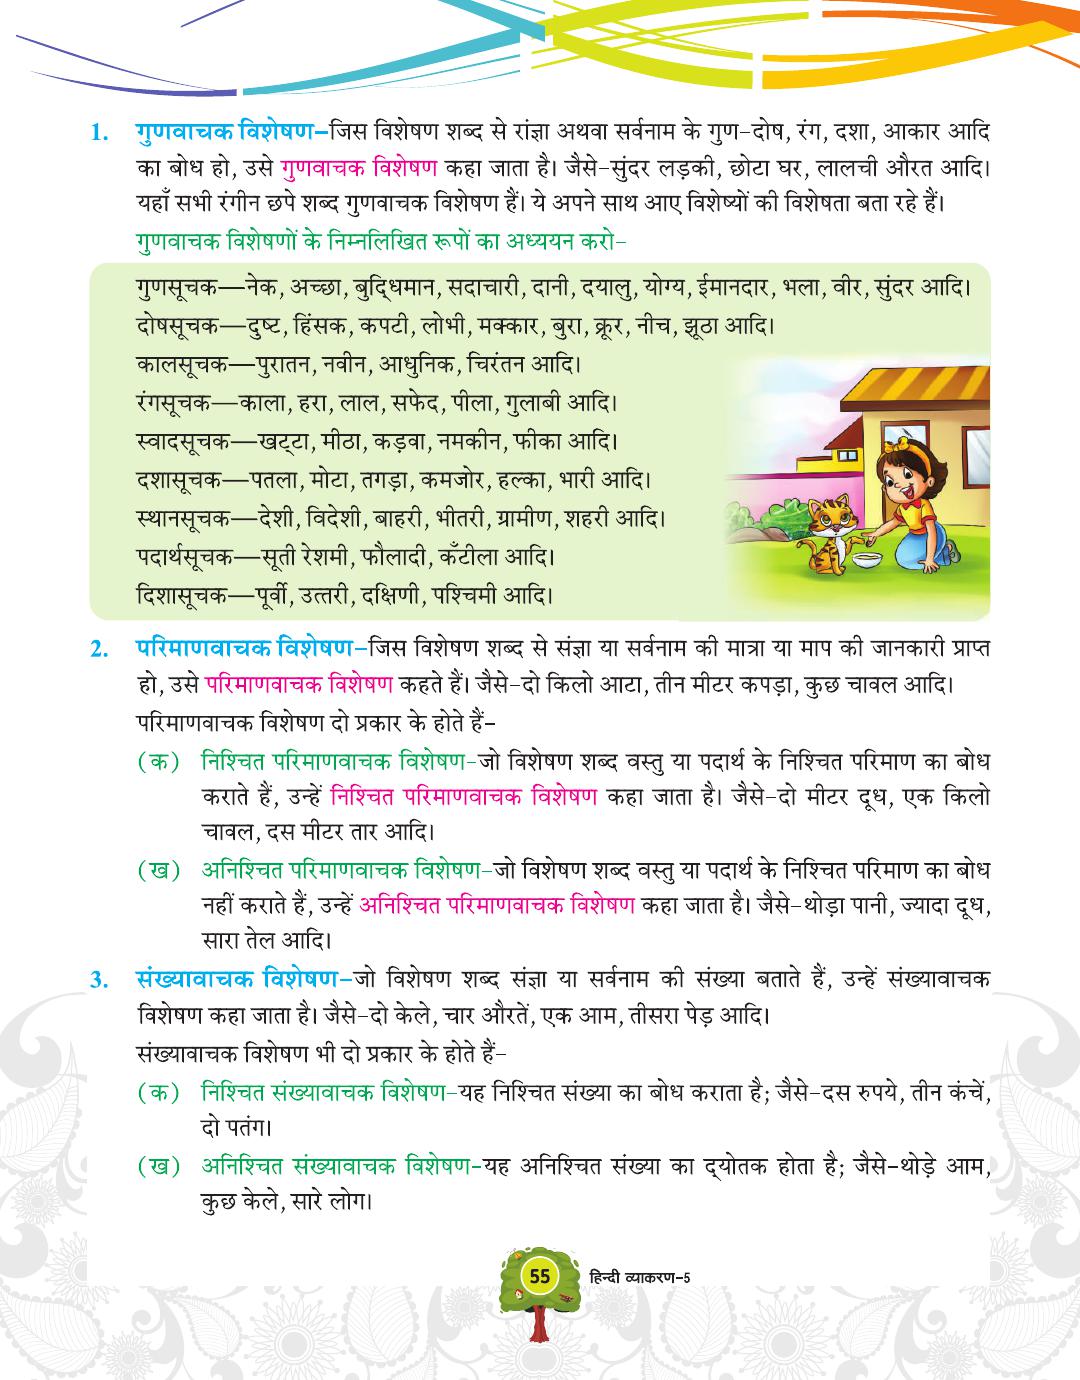 1. गुणवाचक विशेषण–जिस विशेषण शब्द से रांज्ञा अथवा सर्वनाम के गुण-दोष, रंग, दशा, आकार आदि
का बोध हो, उसे गुणवाचक विशेषण कहा जाता है। जैसे-सुंदर लड़की, छोटा घर, लालची औरत आदि।
यहाँ सभी रंगीन छपे शब्द गुणवाचक विशेषण हैं। ये अपने साथ आए विशेष्यों की विशेषता बता रहे हैं।
गुणवाचक विशेषणों के निम्नलिखित रूपों का अध्ययन करो-
गुणसूचक—नेक, अच्छा, बुद्धिमान, सदाचारी, दानी, दयालु, योग्य, ईमानदार, भला, वीर, सुंदर आदि।
दोषसूचक—दुष्ट, हिंसक, कपटी, लोभी, मक्कार, बुरा, क्रूर, नीच, झूठा आदि।
कालसूचक—पुरातन, नवीन, आधुनिक, चिरंतन आदि।
रंगसूचक—काला, हरा, लाल, सफेद, पीला, गुलाबी आदि।
स्वादसूचक—खट्टा, मीठा, कड़वा, नमकीन, फीका आदि।
दशासूचक—पतला, मोटा, तगड़ा, कमजोर, हल्का, भारी आदि।
स्थानसूचक—देशी, विदेशी, बाहरी, भीतरी, ग्रामीण, शहरी आदि।
पदार्थसूचक—सूती रेशमी, फौलादी, कँटीला आदि।
दिशासूचक—पूर्वी, उत्तरी, दक्षिणी, पश्चिमी आदि।
2. परिमाणवाचक विशेषण–जिस विशेषण शब्द से संज्ञा या सर्वनाम की मात्रा या माप की जानकारी प्राप्त
हो, उसे परिमाणवाचक विशेषण कहते हैं। जैसे-दो किलो आटा, तीन मीटर कपड़ा, कुछ चावल आदि।
परिमाणवाचक विशेषण दो प्रकार के होते हैं-
(क) निश्चित परिमाणवाचक विशेषण-जो विशेषण शब्द वस्तु या पदार्थ के निश्चित परिमाण का बोध
कराते हैं, उन्हें निश्चित परिमाणवाचक विशेषण कहा जाता है। जैसे-दो मीटर दूध, एक किलो
चावल, दस मीटर तार आदि।
(ख) अनिश्चित परिमाणवाचक विशेषण-जो विशेषण शब्द वस्तु या पदार्थ के निश्चित परिमाण का बोध
नहीं कराते हैं, उन्हें अनिश्चित परिमाणवाचक विशेषण कहा जाता है। जैसे-थोड़ा पानी, ज्यादा दूध,
सारा तेल आदि।
3. संख्यावाचक विशेषण–जो विशेषण शब्द संज्ञा या सर्वनाम की संख्या बताते हैं, उन्हें संख्यावाचक
विशेषण कहा जाता है। जैसे-दो केले, चार औरतें, एक आम, तीसरा पेड़ आदि।
संख्यावाचक विशेषण भी दो प्रकार के होते हैं-
(क) निश्चित संख्यावाचक विशेषण-यह निश्चित संख्या का बोध कराता है; जैसे-दस रुपये, तीन कंचें,
दो पतंग।
(ख) अनिश्चित संख्यावाचक विशेषण-यह अनिश्चित संख्या का द्योतक होता है; जैसे-थोड़े आम,
कुछ केले, सारे लोग।
55 हिन्दी व्याकरण-5